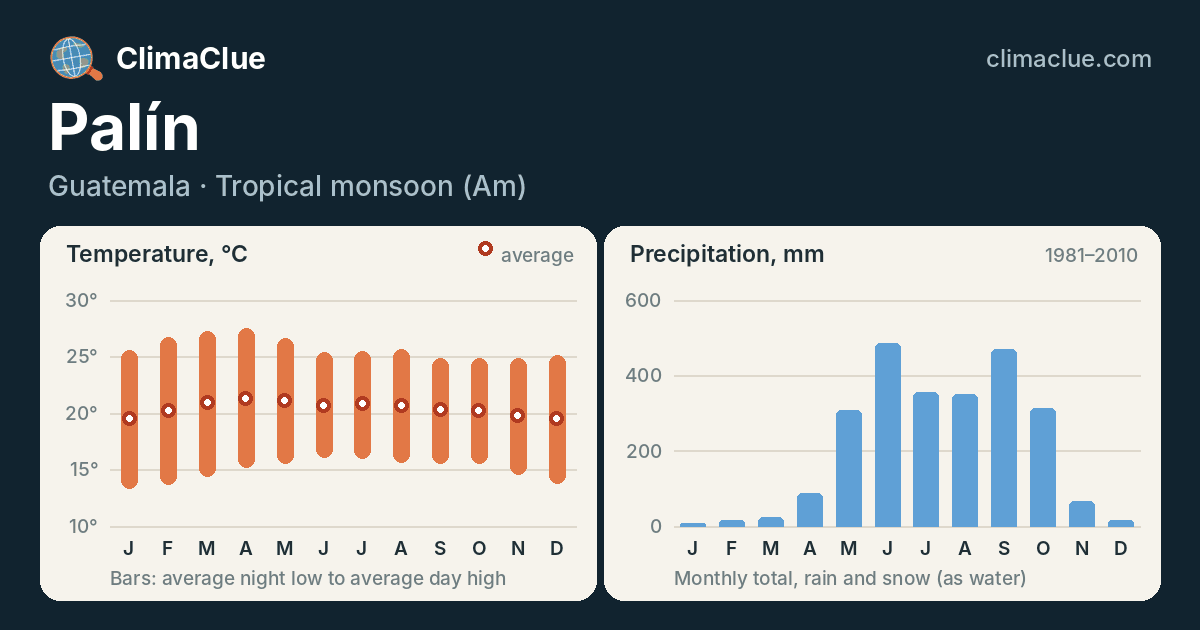 ClimaClue
climaclue.com
Palín
Guatemala · Tropical monsoon (Am)
Temperature, °C
average
30°
25°
20°
15°
10°
J F M A M J J A S O N D
Bars: average night low to average day high
Precipitation, mm
1981–2010
600
400
200
0
J F M A M J J A S O N D
Monthly total, rain and snow (as water)